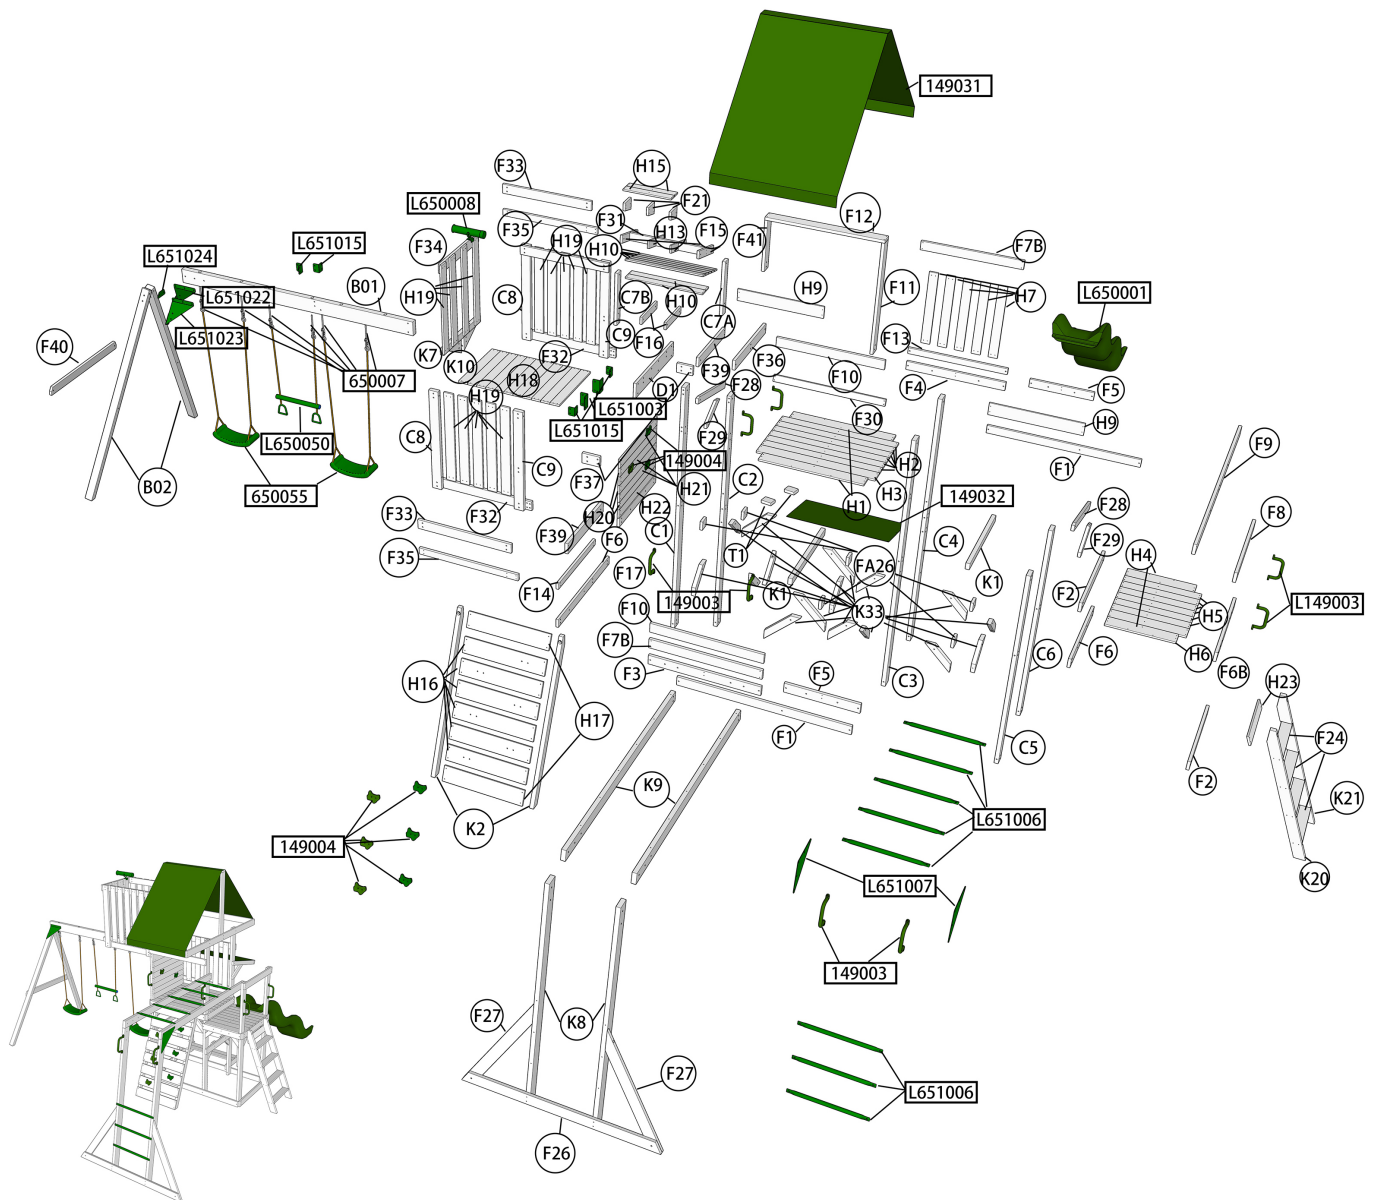 149031
F33
H15
L650008
F21
F12
F35
F31
H13
F15
F41
F7B
L651024
L651015
F34
H19
H10
L650001
L651022
B01
H19
C8
C7B
H10
H9
F11
H7
L651023
C7A
F13
F40
K7
K10
F32
C9
F16
F39
F36
F10
F4
F5
650007
H18
D1
F28
F30
H9
H19
L651003
L650050
C8
L651015
F29
F1
F9
C9
149004
H2
650055
B02
F37
H21
C2
H3
F33
F32
H20
H22
H1
149032
F28
F8
F39
F6
C1
T1
C4
F29
H4
F35
F14
F17
FA26
K1
F2
149003
K1
K33
L149003
F10
H5
F7B
F6
H6
F3
F5
C3
C6
F6B
H16
H17
H23
F1
C5
F24
F2
K9
K21
K2
L651006
149004
K20
L651007
149003
F27
K8
F27
L651006
F26